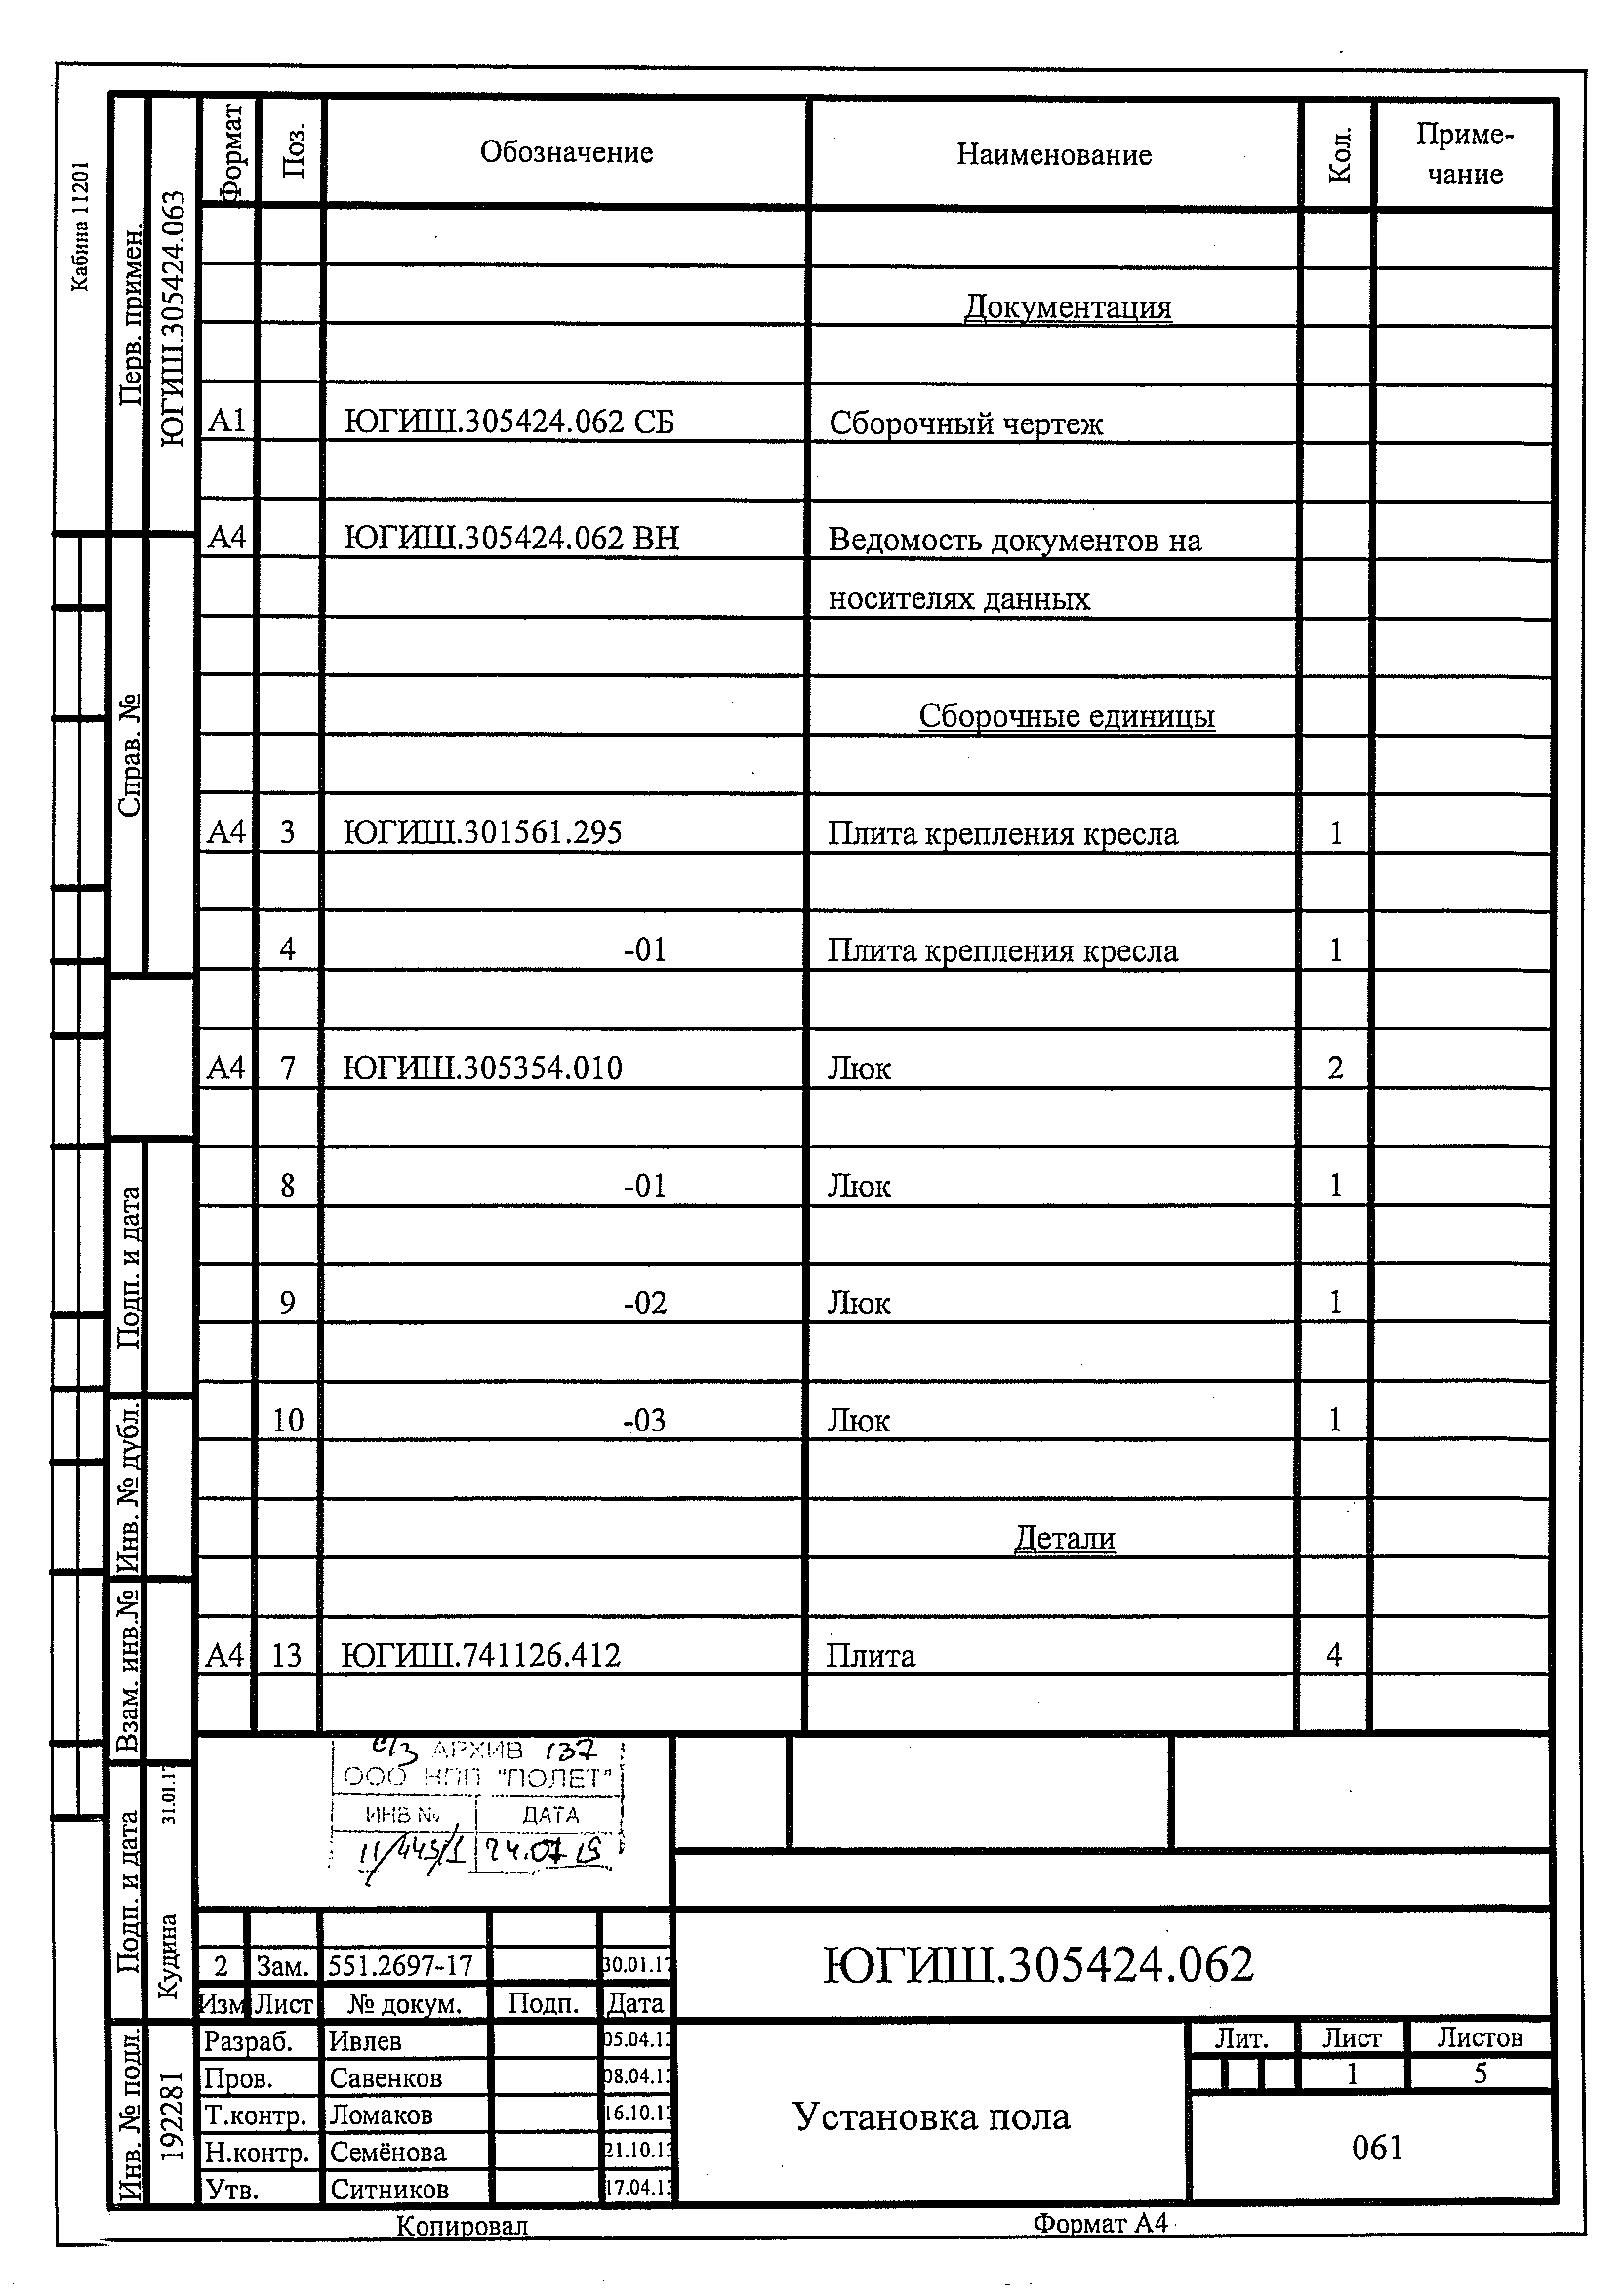 Кабина 11201
Перв. примен.
ЮГИШ.305424.063
Справ. №
Подп. и дата
Инв. № дубл.
Взам. инв.№
Подп. и дата
Кудина 31.01.17
Инв. № подл.
192281
Формат Поз. Обозначение Наименование Кол. Приме-
чание
Документация
А1 ЮГИШ.305424.062 СБ Сборочный чертеж
А4 ЮГИШ.305424.062 ВН Ведомость документов на
носителях данных
Сборочные единицы
А4 3 ЮГИШ.301561.295 Плита крепления кресла 1
4 -01 Плита крепления кресла 1
А4 7 ЮГИШ.305354.010 Люк 2
8 -01 Люк 1
9 -02 Люк 1
10 -03 Люк 1
Детали
А4 13 ЮГИШ.741126.412 Плита 4
АРХИВ 137
ООО НПП "ПОЛЕТ"
ИНВ № ДАТА
24.07.15
2 Зам. 551.2697-17 30.01.17
Изм Лист № докум. Подп. Дата
ЮГИШ.305424.062
Разраб. Ивлев 05.04.13
Пров. Савенков 08.04.13
Т.контр. Ломаков 16.10.13
Н.контр. Семёнова 21.10.13
Утв. Ситников 17.04.13
Установка пола
Лит. Лист Листов
1 5
061
Копировал Формат А4